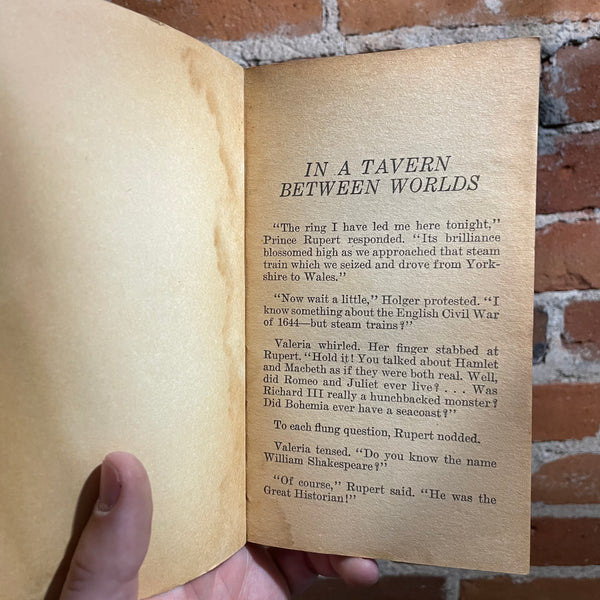 IN A TAVERN
BETWEEN WORLDS
“The ring I have led me here tonight,”
Prince Rupert responded. “Its brilliance
blossomed high as we approached that steam
train which we seized and drove from York-
shire to Wales.”
“Now wait a little,” Holger protested. “I
know something about the English Civil War
of 1644—but steam trains?”
Valeria whirled. Her finger stabbed at
Rupert. “Hold it! You talked about Hamlet
and Macbeth as if they were both real. Well,
did Romeo and Juliet ever live? . . . Was
Richard III really a hunchbacked monster?
Did Bohemia ever have a seacoast?”
To each flung question, Rupert nodded.
Valeria tensed. “Do you know the name
William Shakespeare?”
“Of course,” Rupert said. “He was the
Great Historian!”